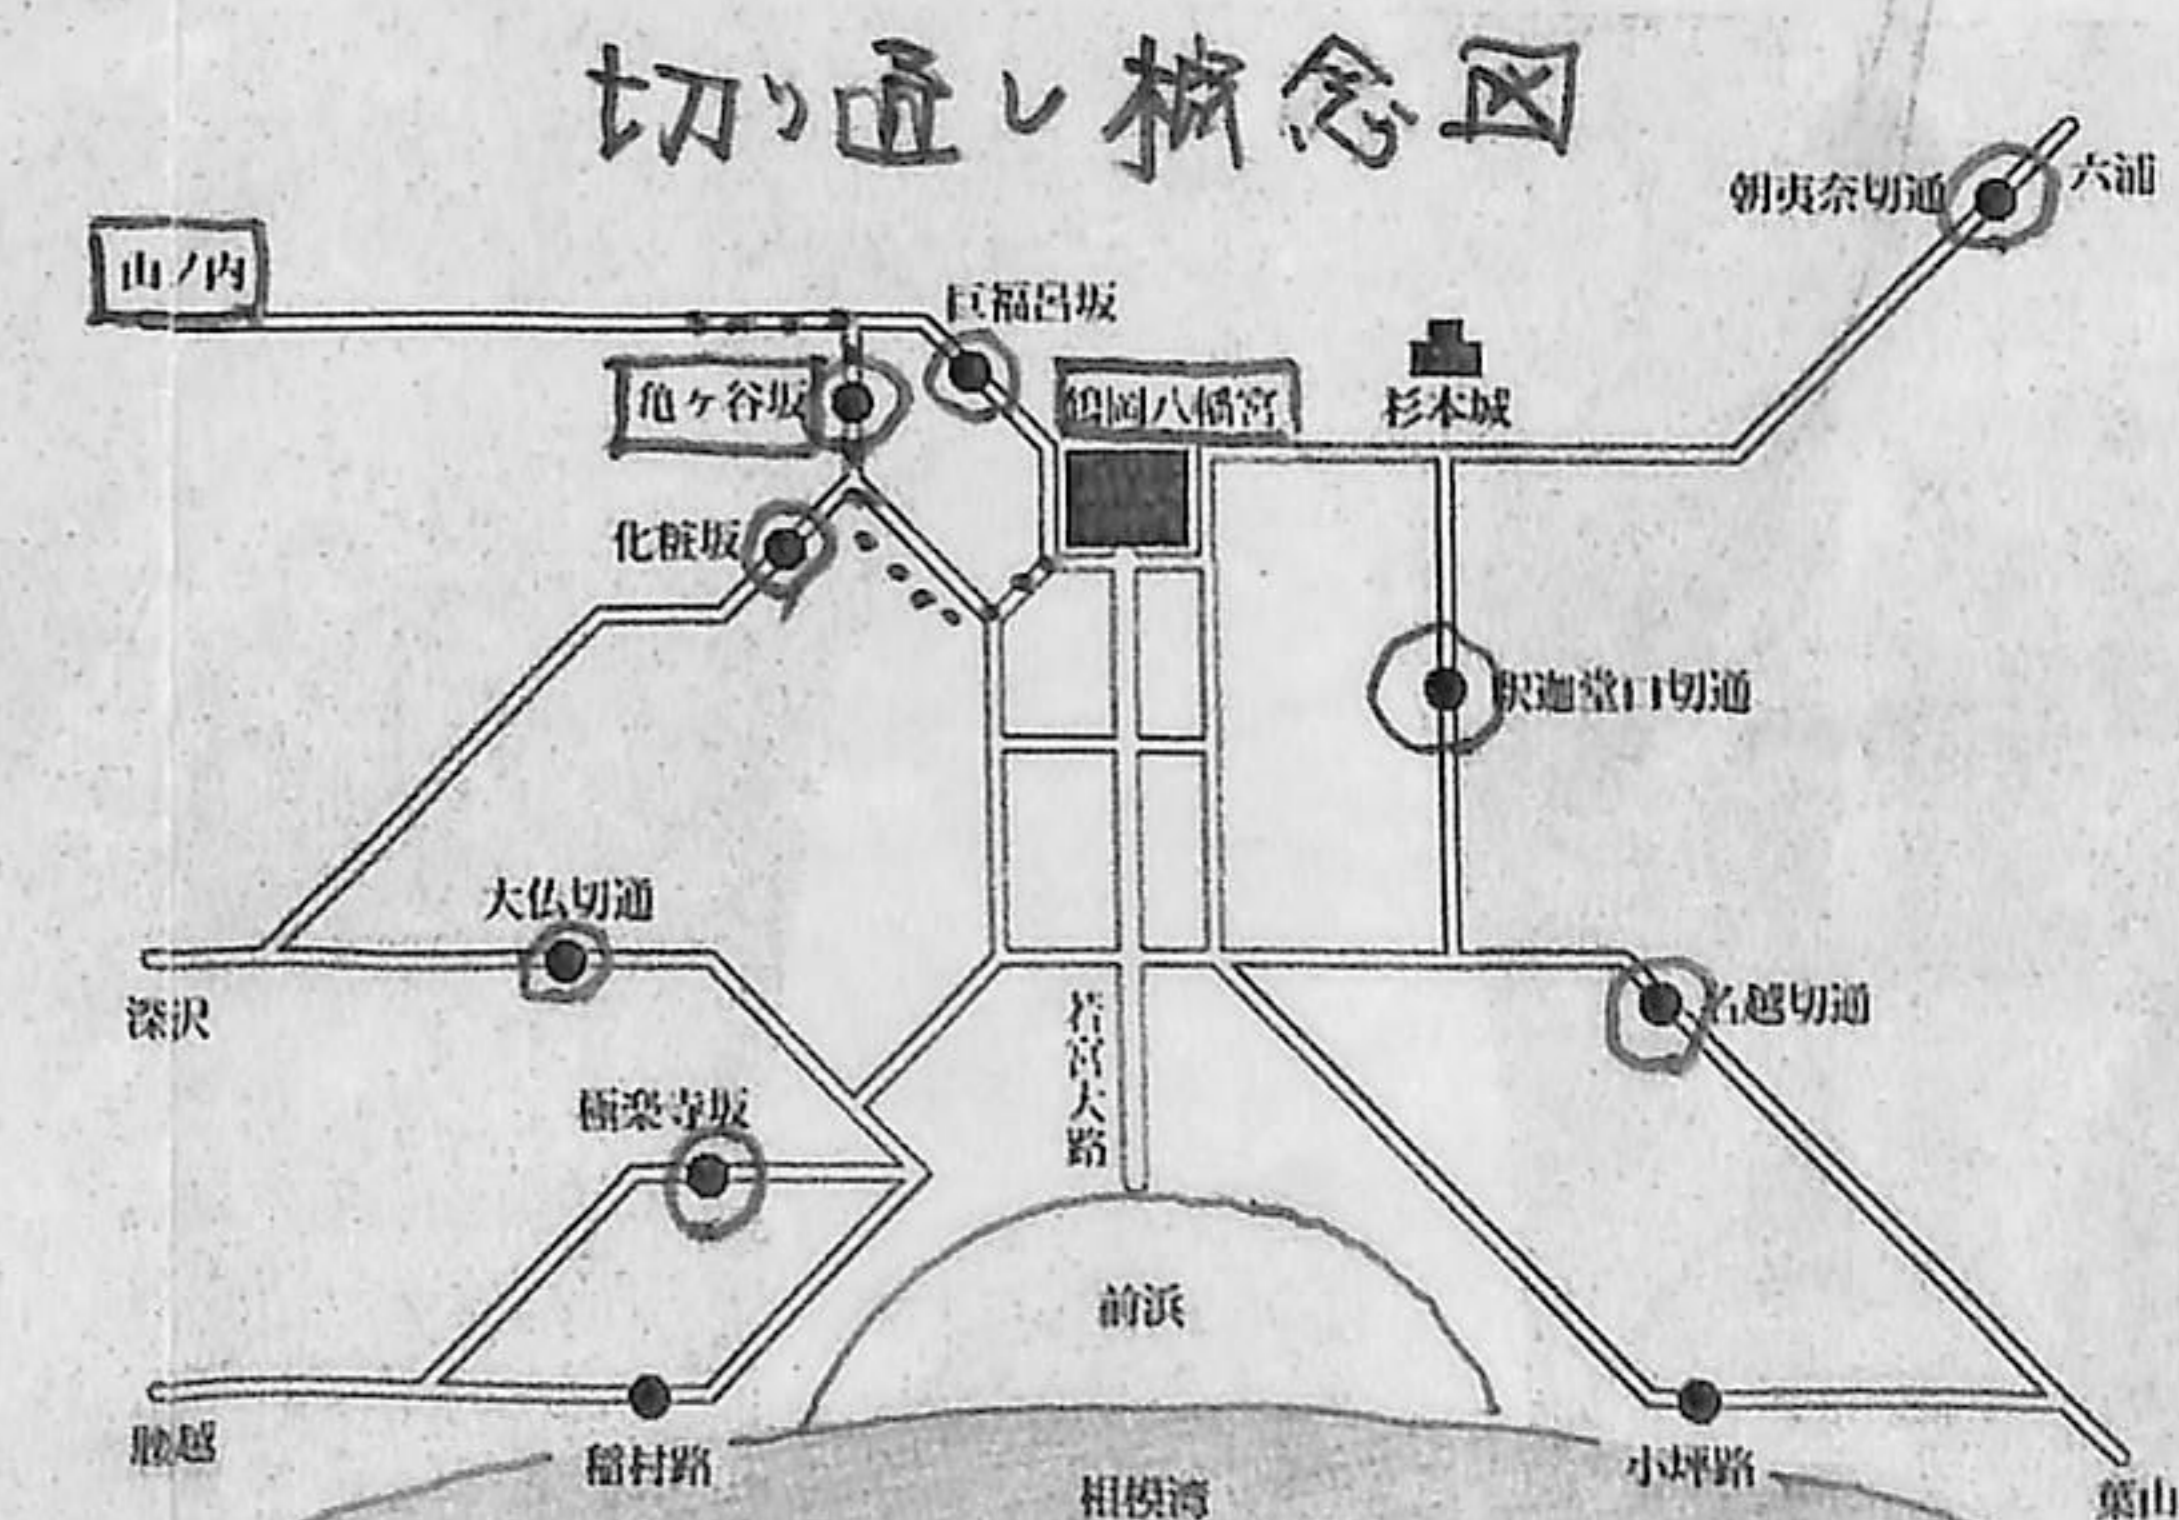 切り通し概念図
朝夷奈切通
六浦
山ノ内
巨福呂坂
亀ヶ谷坂
鶴岡八幡宮
杉本城
化粧坂
釈迦堂口切通
大仏切通
深沢
名越切通
若宮大路
極楽寺坂
前浜
腰越
稲村路
小坪路
相模湾
葉山